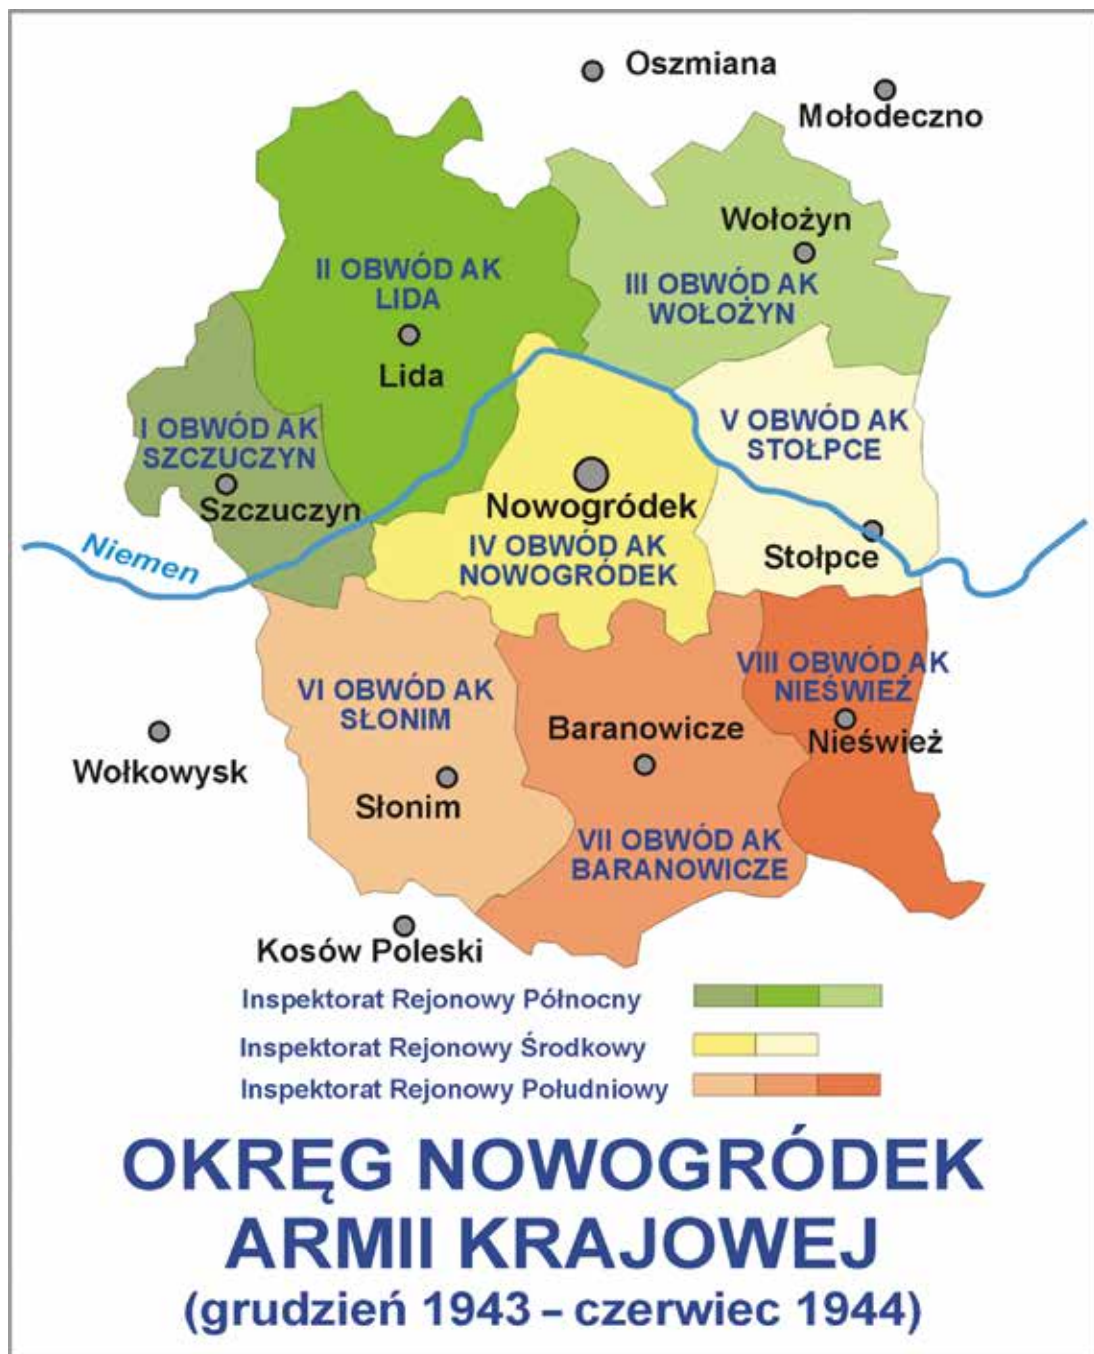 Oszmiana
Mołodeczno
Wołożyn
II OBWÓD AK
LIDA
III OBWÓD AK
WOŁOŻYN
Lida
I OBWÓD AK
SZCZUCZYN
V OBWÓD AK
STOŁPCE
Szczuczyn
Nowogródek
Niemen
IV OBWÓD AK
NOWOGRÓDEK
Stołpce
VI OBWÓD AK
SŁONIM
VIII OBWÓD AK
NIEŚWIEŻ
Baranowicze
Nieśwież
Wołkowysk
Słonim
VII OBWÓD AK
BARANOWICZE
Kosów Poleski
Inspektorat Rejonowy Północny
Inspektorat Rejonowy Środkowy
Inspektorat Rejonowy Południowy
OKRĘG NOWOGRÓDEK
ARMII KRAJOWEJ
(grudzień 1943 – czerwiec 1944)